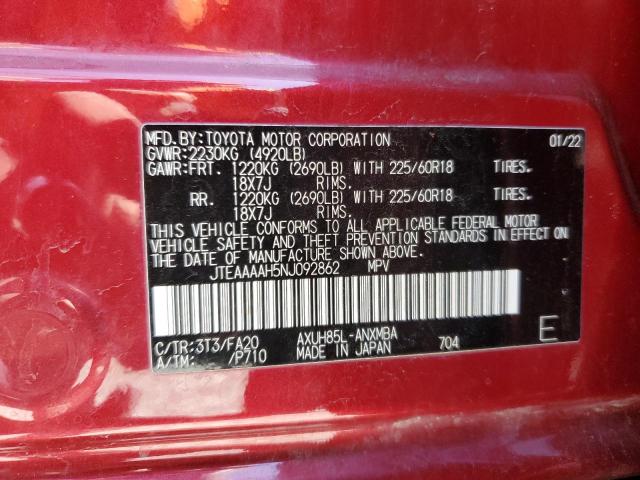 MFD.BY:TOYOTA MOTOR CORPORATION 01/22
GVWR:2230KG (4920LB)
GAWR:FRT. 1220KG (2690LB) WITH 225/60R18 TIRES.
18X7J RIMS.
RR. 1220KG (2690LB) WITH 225/60R18 TIRES.
18X7J RIMS.
THIS VEHICLE CONFORMS TO ALL APPLICABLE FEDERAL MOTOR
VEHICLE SAFETY AND THEFT PREVENTION STANDARDS IN EFFECT ON
THE DATE OF MANUFACTURE SHOWN ABOVE.
JTEAAAAH5NJ092862 MPV
C/TR:3T3/FA20 AXUH85L-ANXMBA
A/TM: /P710 MADE IN JAPAN 704 E